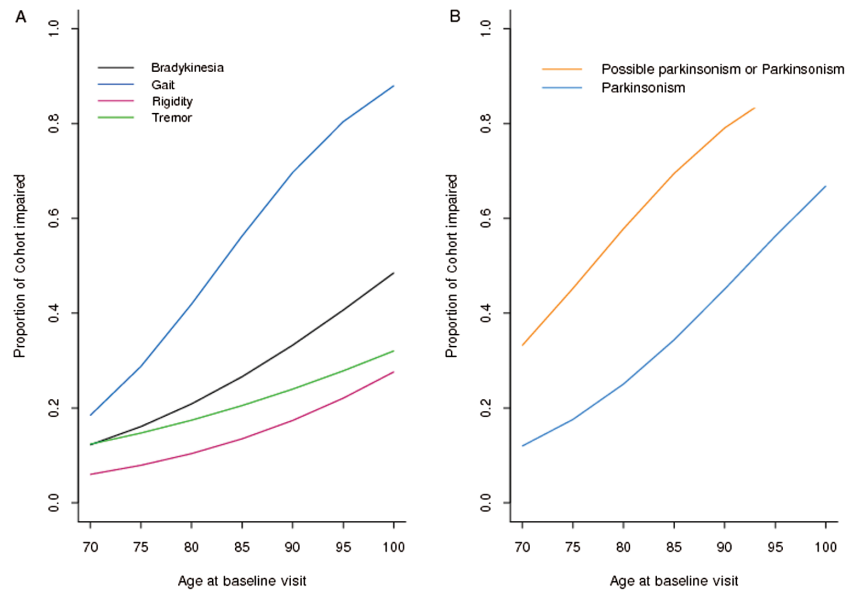 A
Bradykinesia
Gait
Rigidity
Tremor
Proportion of cohort impaired
0.0
0.2
0.4
0.6
0.8
1.0
70 75 80 85 90 95 100
Age at baseline visit
B
Possible parkinsonism or Parkinsonism
Parkinsonism
Proportion of cohort impaired
0.0
0.2
0.4
0.6
0.8
1.0
70 75 80 85 90 95 100
Age at baseline visit